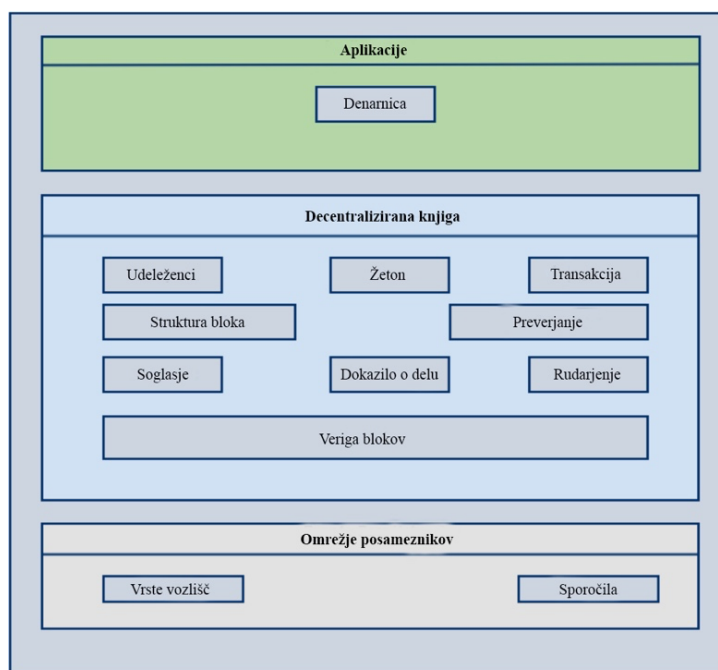 Aplikacije
Denarnica
Decentralizirana knjiga
Udeleženci
Žeton
Transakcija
Struktura bloka
Preverjanje
Soglasje
Dokazilo o delu
Rudarjenje
Veriga blokov
Omrežje posameznikov
Vrste vozlišč
Sporočila